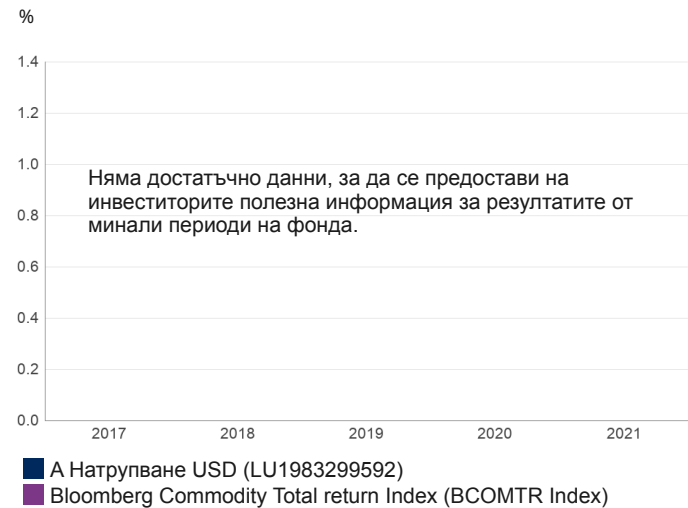 %
1.4
1.2
1.0
Няма достатъчно данни, за да се предостави на
инвеститорите полезна информация за резултатите от
0.8
минали периоди на фонда.
0.6
0.4
0.2
0.0
2017 2018 2019 2020 2021
А Натрупване USD (LU1983299592)
Bloomberg Commodity Total return Index (BCOMTR Index)